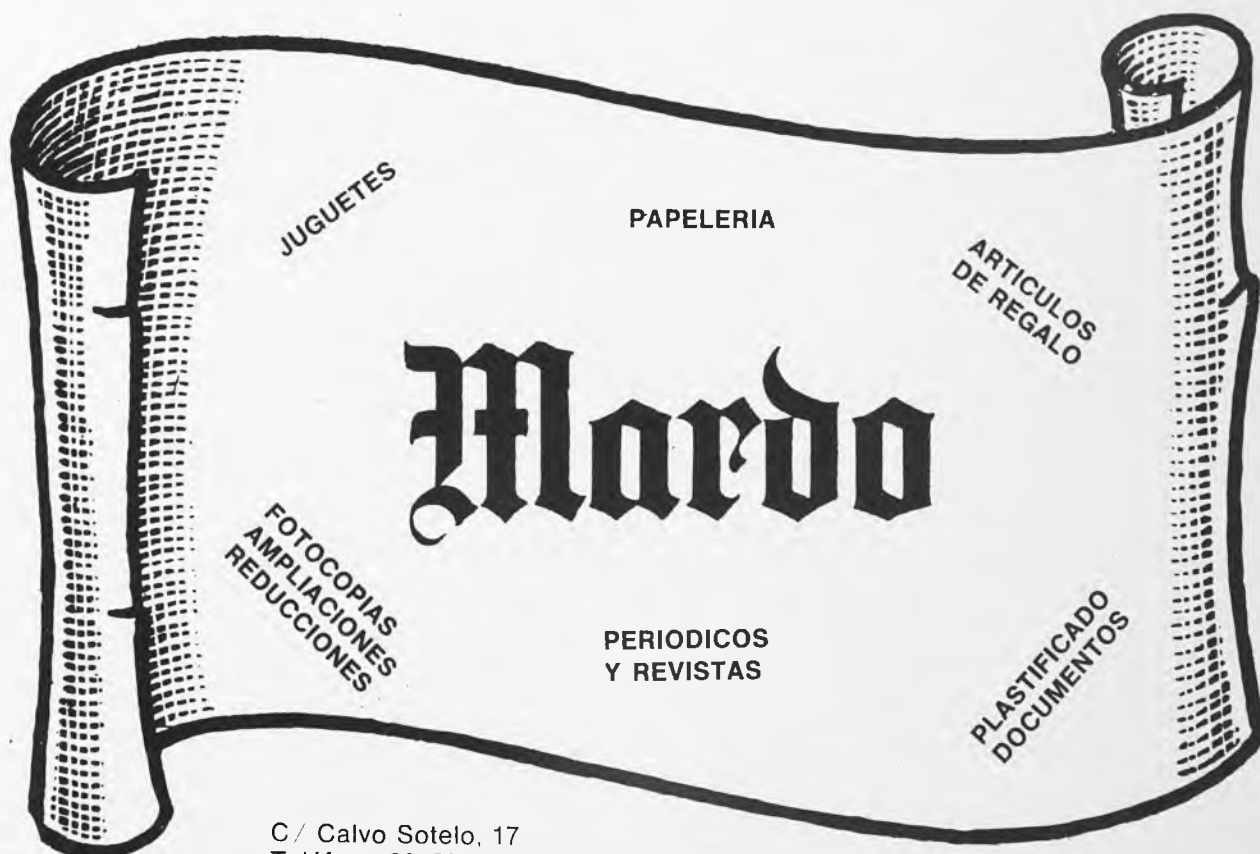 JUGUETES
PAPELERIA
ARTICULOS
DE REGALO
Mardo
FOTOCOPIAS
AMPLIACIONES
REDUCCIONES
PERIODICOS
Y REVISTAS
PLASTIFICADO
DOCUMENTOS
C/ Calvo Sotelo, 17